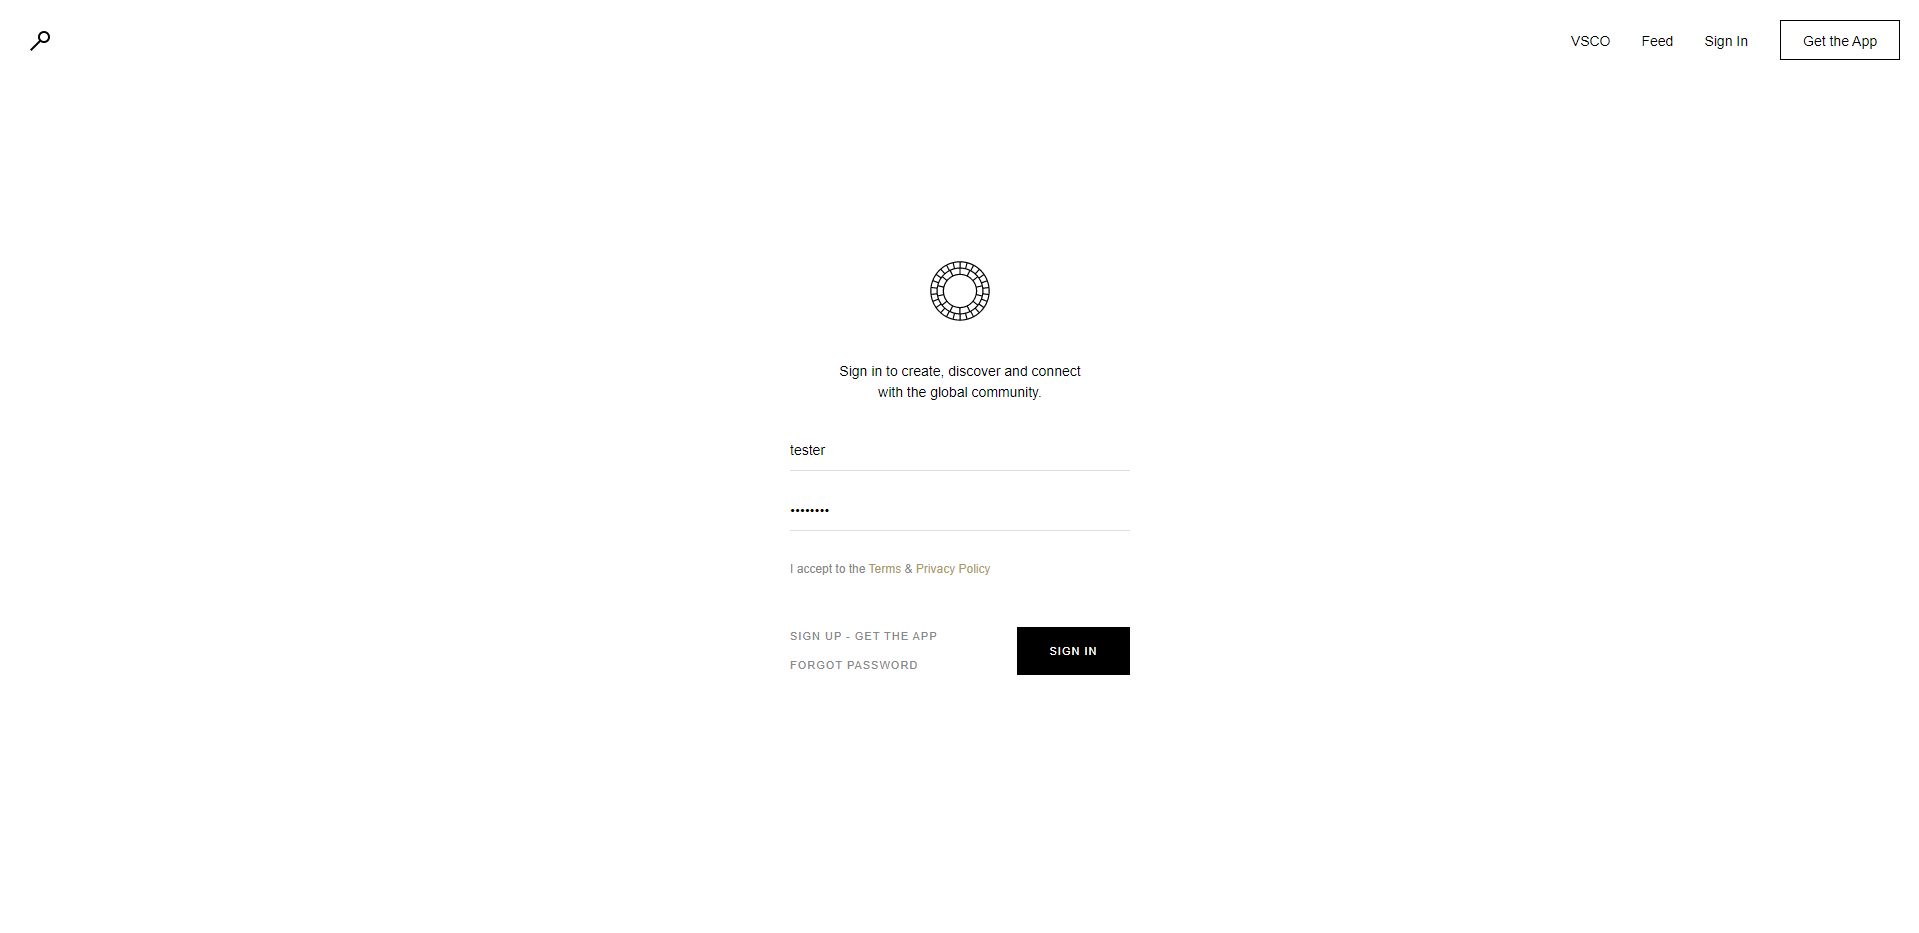 VSCO Feed Sign In Get the App
Sign in to create, discover and connect
with the global community.
tester
••••••••
I accept to the Terms & Privacy Policy
SIGN UP - GET THE APP
FORGOT PASSWORD
SIGN IN